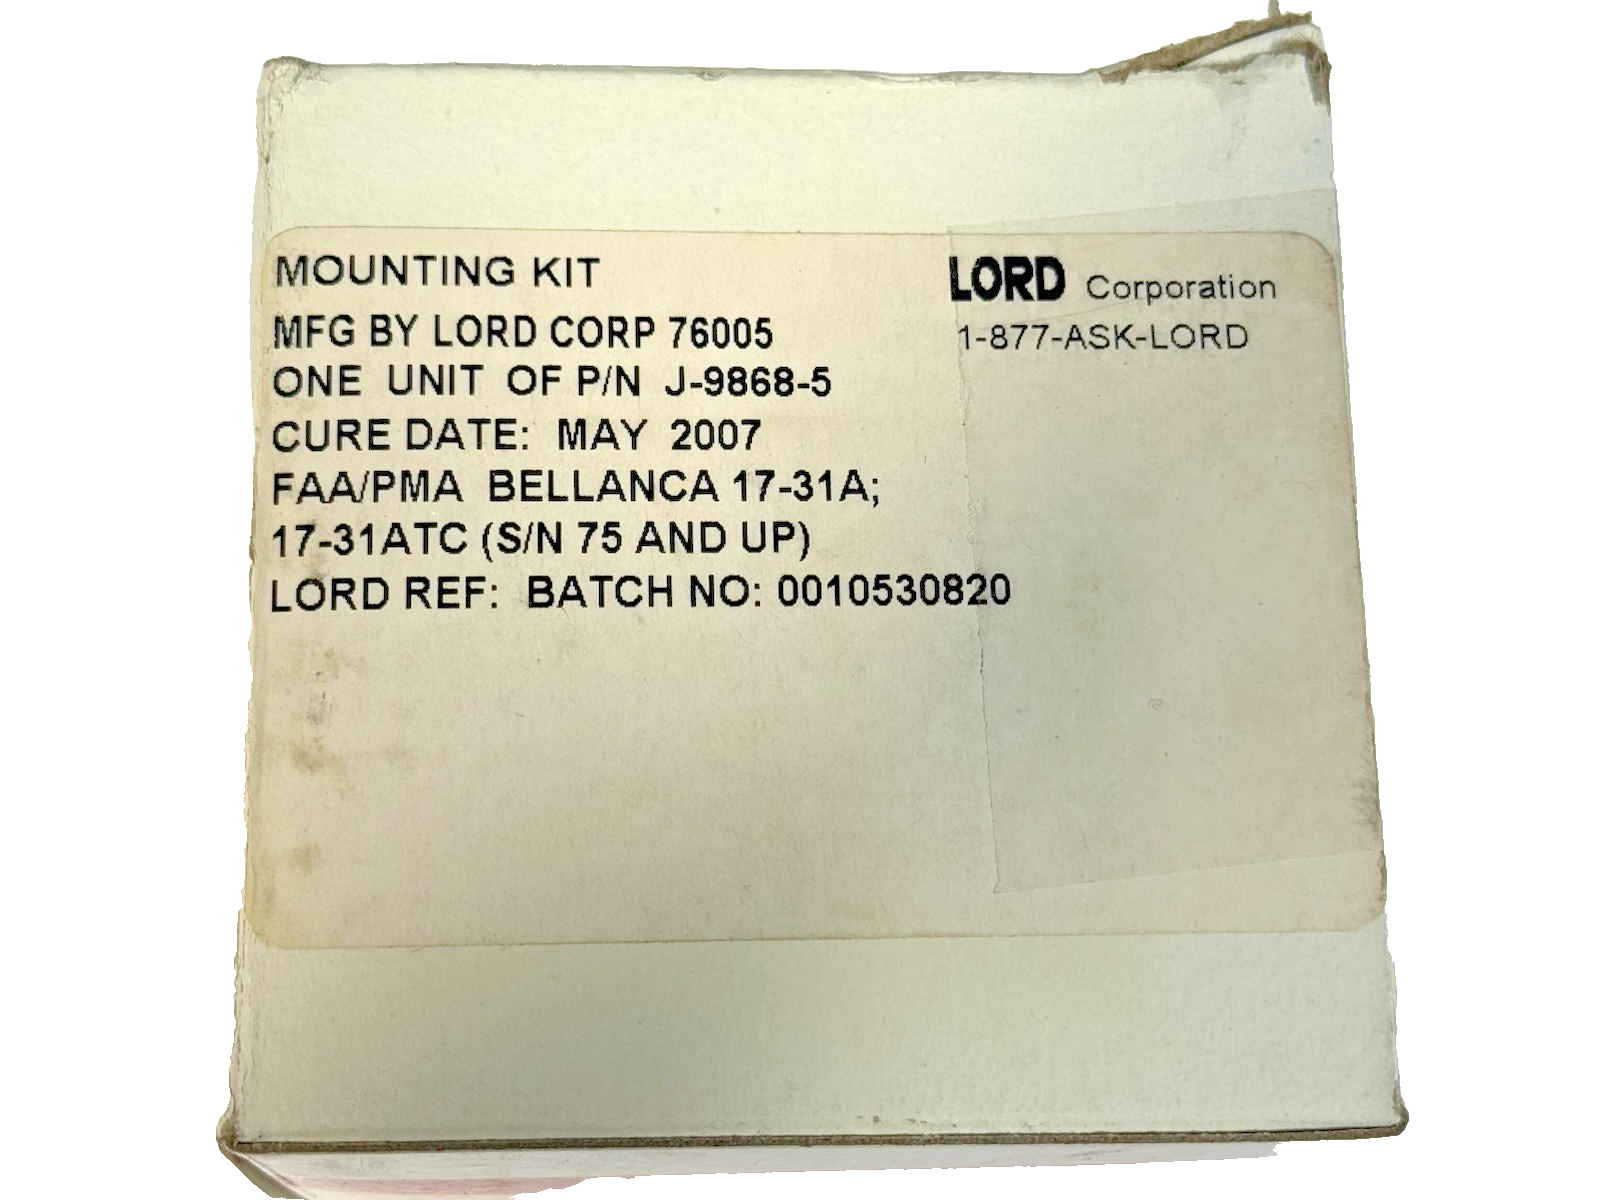 MOUNTING KIT
MFG BY LORD CORP 76005
ONE UNIT OF P/N J-9868-5
CURE DATE: MAY 2007
FAA/PMA BELLANCA 17-31A;
17-31ATC (S/N 75 AND UP)
LORD REF: BATCH NO: 0010530820
LORD Corporation
1-877-ASK-LORD